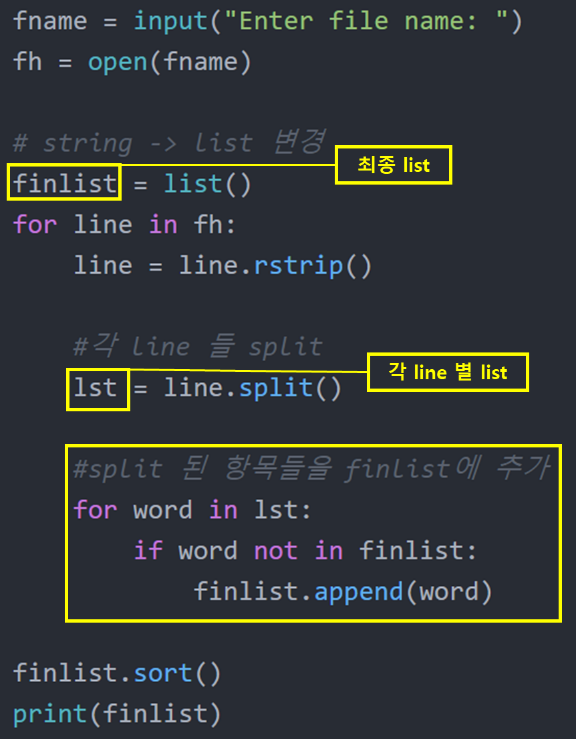 fname = input("Enter file name: ")
fh = open(fname)
# string -> list 변경
최종 list
finlist = list()
for line in fh:
line = line.rstrip()
#각 line 들 split
각 line 별 list
lst = line.split()
#split 된 항목들을 finlist에 추가
for word in lst:
if word not in finlist:
finlist.append(word)
finlist.sort()
print(finlist)